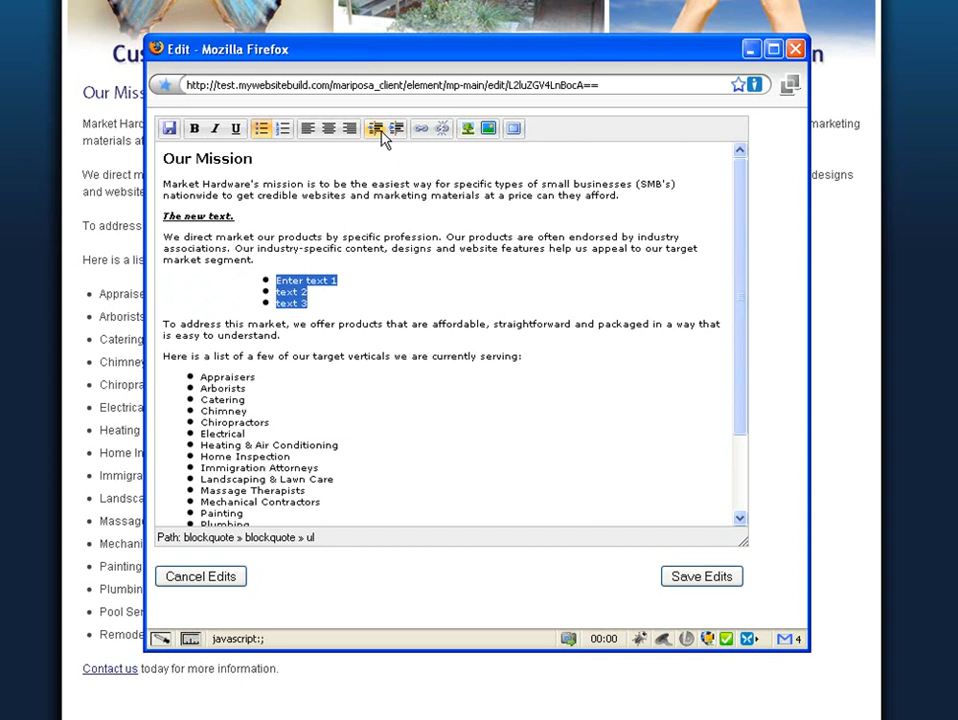 Cus
n
Edit - Mozilla Firefox
http://test.mywebsitebuild.com/mariposa_client/element/mp-main/edit/L2luZGV4LnBocA==
Our Miss
Market Hard
marketing
materials at
We direct m
designs
and website
To address
Here is a lis
Appraise
Arborists
Catering
Chimney
Chiropra
Electrica
Heating
Home In
Immigra
Landsca
Massag
Mechani
Painting
Plumbin
Pool Ser
Remode
B I U
Our Mission
Market Hardware's mission is to be the easiest way for specific types of small businesses (SMB's)
nationwide to get credible websites and marketing materials at a price can they afford.
The new text.
We direct market our products by specific profession. Our products are often endorsed by industry
associations. Our industry-specific content, designs and website features help us appeal to our target
market segment.
Enter text 1
text 2
text 3
To address this market, we offer products that are affordable, straightforward and packaged in a way that
is easy to understand.
Here is a list of a few of our target verticals we are currently serving:
Appraisers
Arborists
Catering
Chimney
Chiropractors
Electrical
Heating & Air Conditioning
Home Inspection
Immigration Attorneys
Landscaping & Lawn Care
Massage Therapists
Mechanical Contractors
Painting
Plumbing
Path: blockquote » blockquote » ul
Cancel Edits
Save Edits
javascript:;
00:00
4
Contact us today for more information.